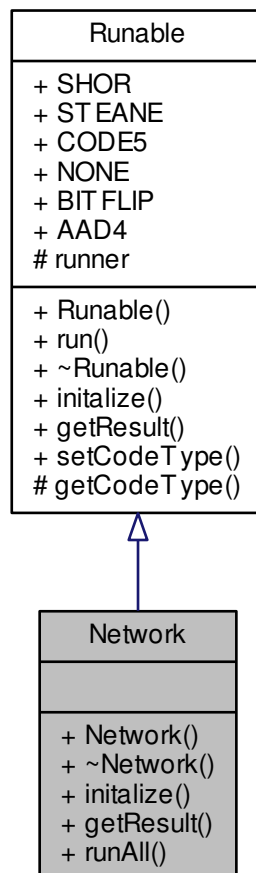 Runable
+ SHOR
+ STEANE
+ CODE5
+ NONE
+ BITFLIP
+ AAD4
# runner
+ Runable()
+ run()
+ ~Runable()
+ initalize()
+ getResult()
+ setCodeType()
# getCodeType()
Network
+ Network()
+ ~Network()
+ initalize()
+ getResult()
+ runAll()